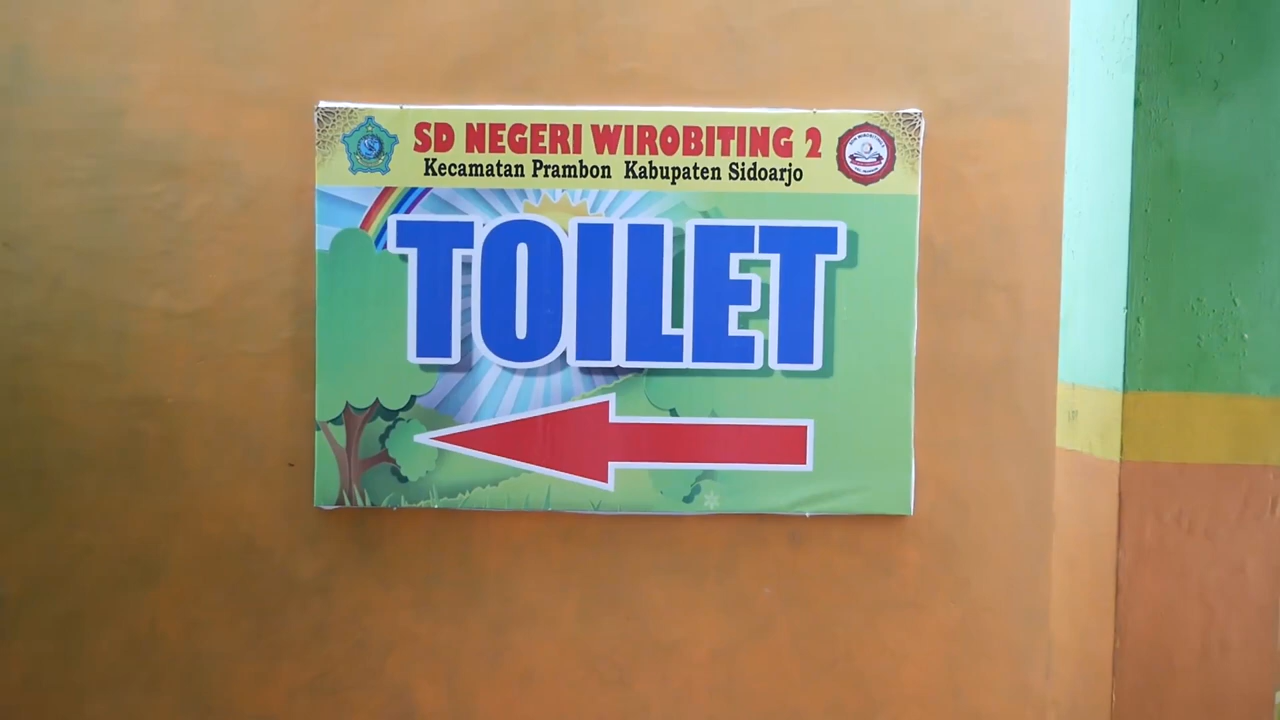 SD NEGERI WIROBITING 2
Kecamatan Prambon Kabupaten Sidoarjo
TOILET